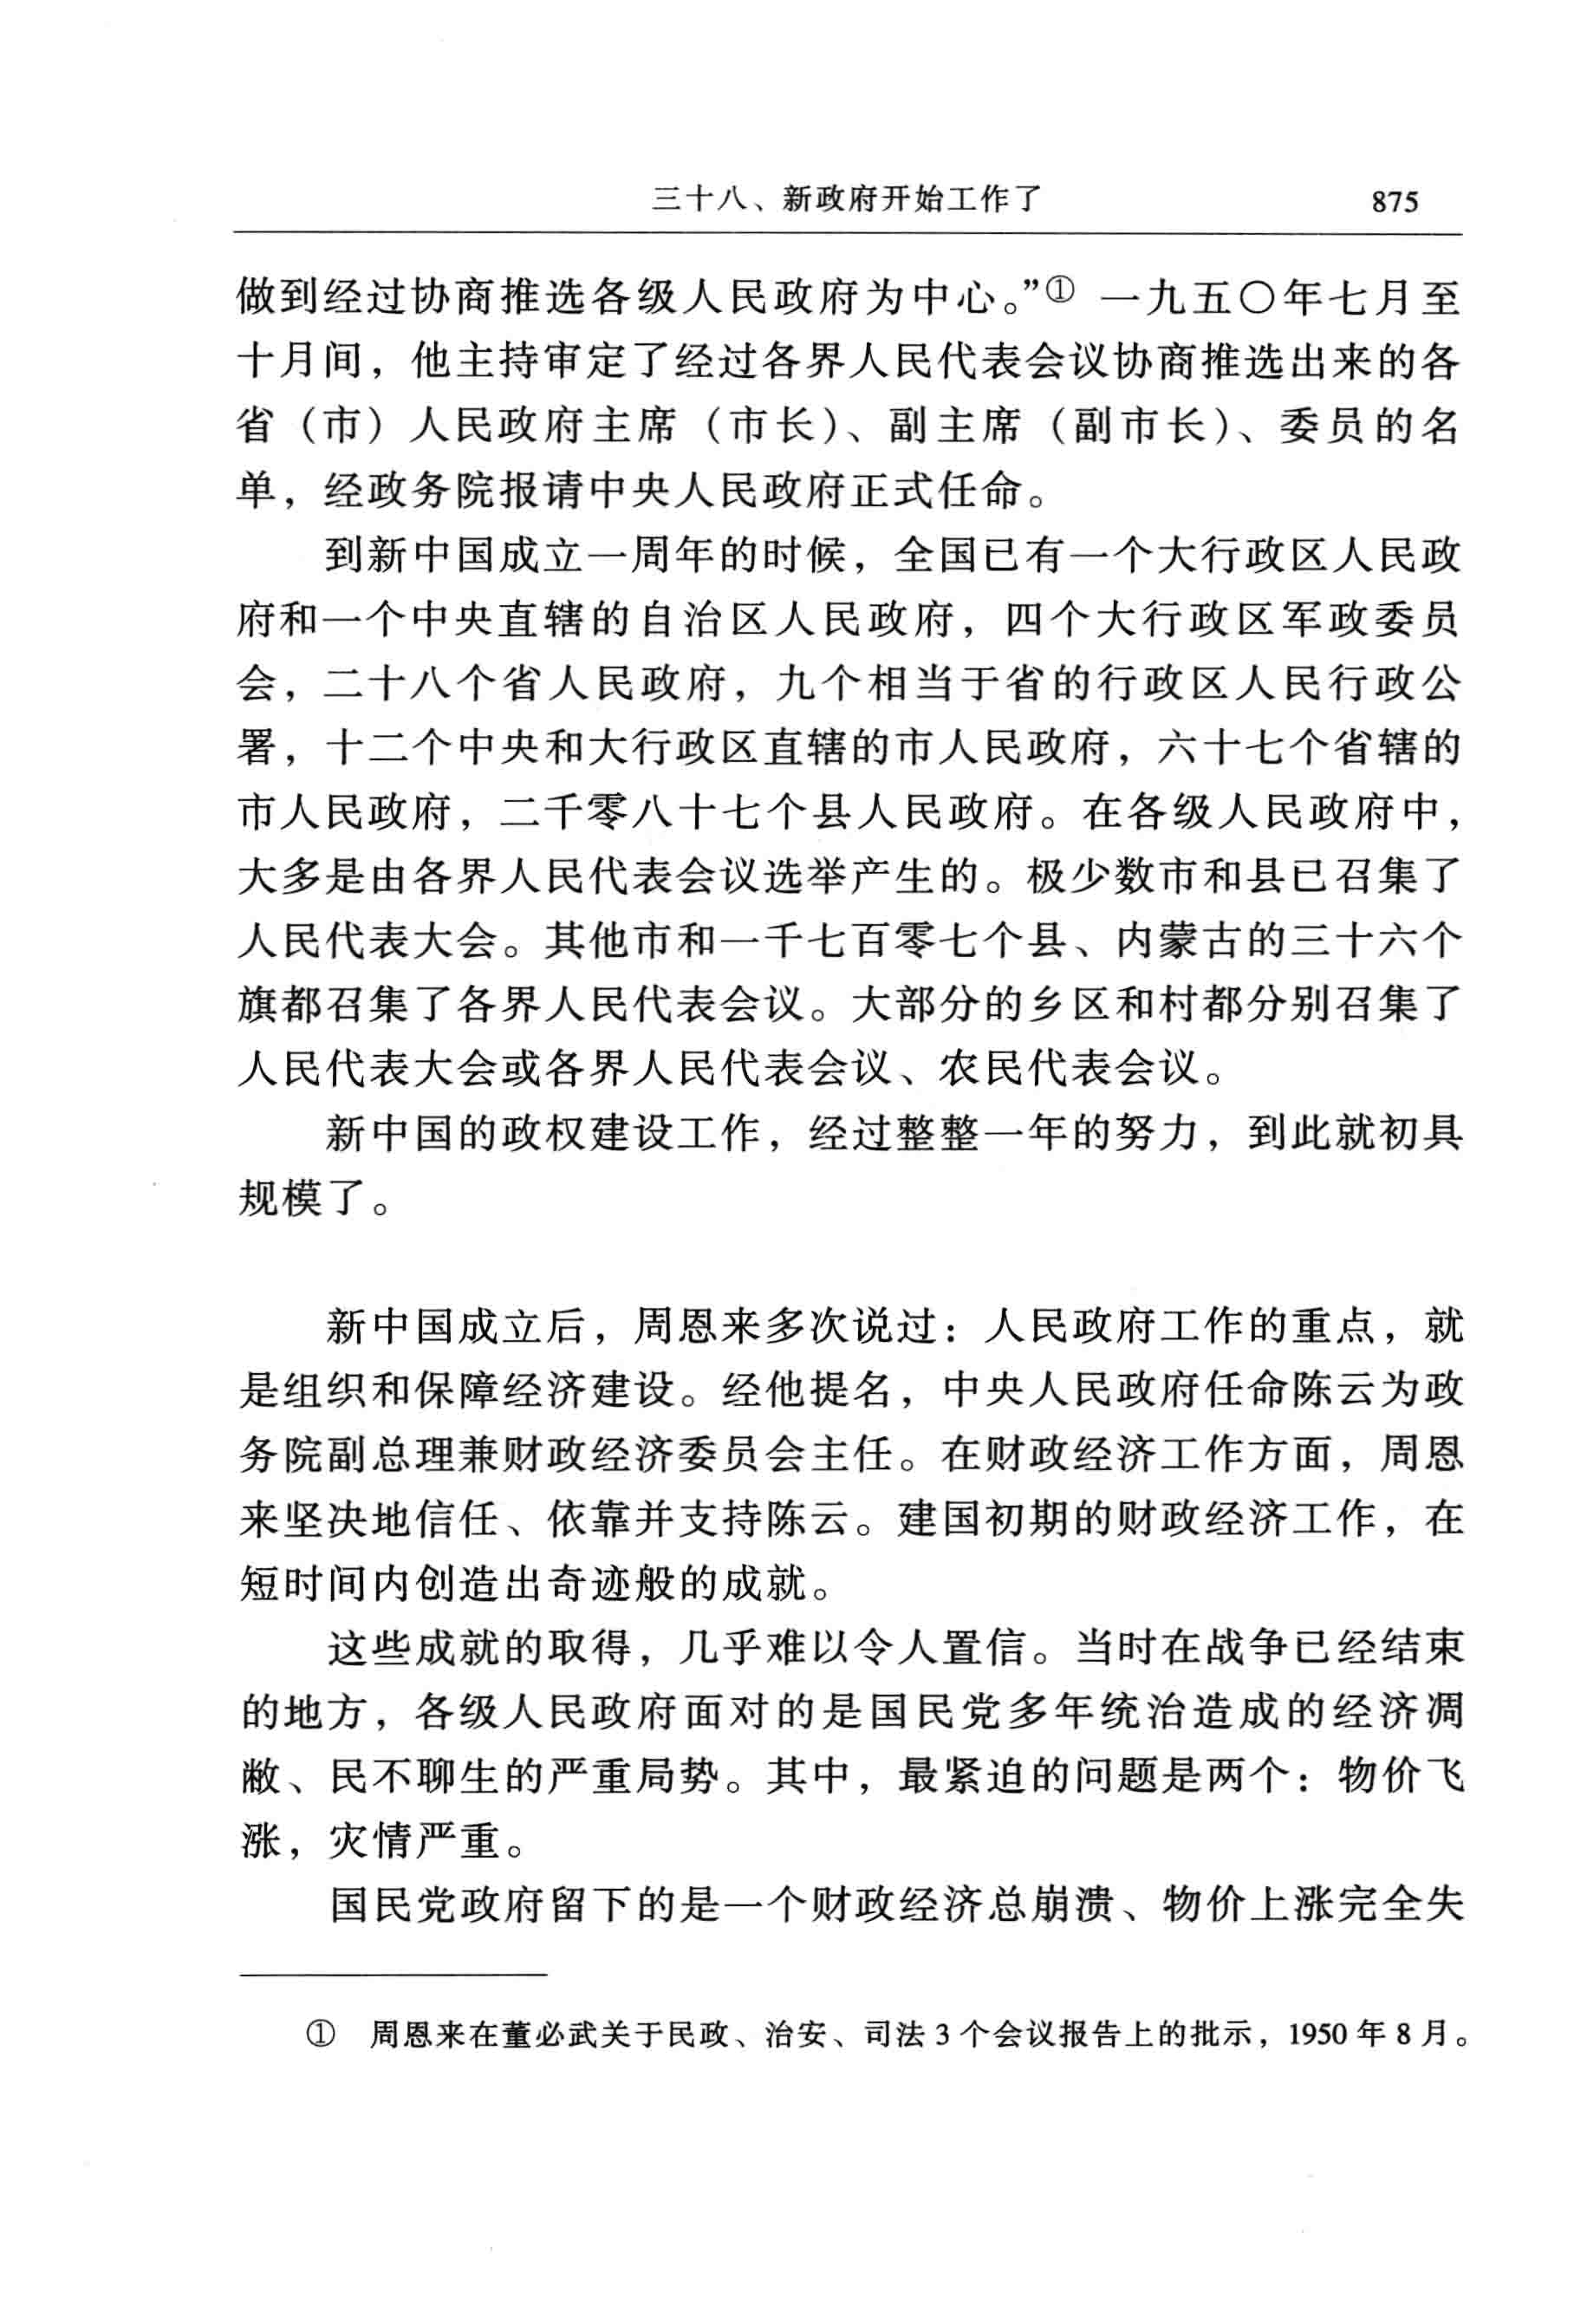 三十八、新政府开始工作了 875
做到经过协商推选各级人民政府为中心。”① 一九五〇年七月至
十月间，他主持审定了经过各界人民代表会议协商推选出来的各
省（市）人民政府主席（市长）、副主席（副市长）、委员的名
单，经政务院报请中央人民政府正式任命。
到新中国成立一周年的时候，全国已有一个大行政区人民政
府和一个中央直辖的自治区人民政府，四个大行政区军政委员
会，二十八个省人民政府，九个相当于省的行政区人民行政公
署，十二个中央和大行政区直辖的市人民政府，六十七个省辖的
市人民政府，二千零八十七个县人民政府。在各级人民政府中，
大多是由各界人民代表会议选举产生的。极少数市和县已召集了
人民代表大会。其他市和一千七百零七个县、内蒙古的三十六个
旗都召集了各界人民代表会议。大部分的乡区和村都分别召集了
人民代表大会或各界人民代表会议、农民代表会议。
新中国的政权建设工作，经过整整一年的努力，到此就初具
规模了。
新中国成立后，周恩来多次说过：人民政府工作的重点，就
是组织和保障经济建设。经他提名，中央人民政府任命陈云为政
务院副总理兼财政经济委员会主任。在财政经济工作方面，周恩
来坚决地信任、依靠并支持陈云。建国初期的财政经济工作，在
短时间内创造出奇迹般的成就。
这些成就的取得，几乎难以令人置信。当时在战争已经结束
的地方，各级人民政府面对的是国民党多年统治造成的经济凋
敝、民不聊生的严重局势。其中，最紧迫的问题是两个：物价飞
涨，灾情严重。
国民党政府留下的是一个财政经济总崩溃、物价上涨完全失
① 周恩来在董必武关于民政、治安、司法 3 个会议报告上的批示，1950 年 8 月。